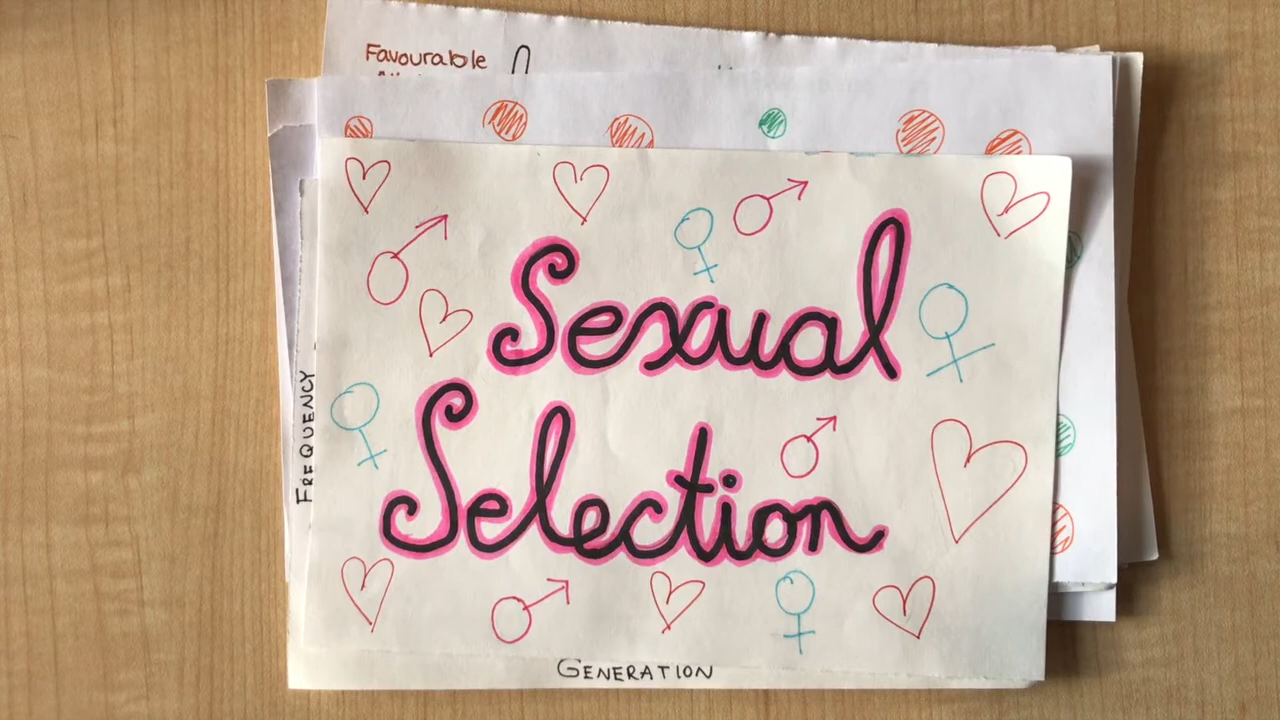 Favourable
Sexual
Selection
FREQUENCY
GENERATION